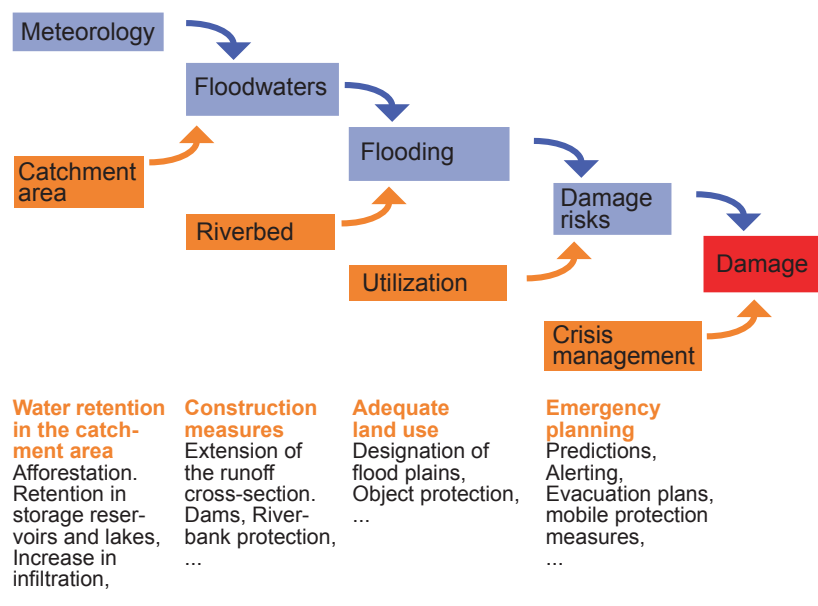 Meteorology
Floodwaters
Flooding
Catchment
area
Damage
risks
Riverbed
Damage
Utilization
Crisis
management
Water retention
in the catch-
ment area
Afforestation.
Retention in
storage reser-
voirs and lakes,
Increase in
infiltration,
Construction
measures
Extension of
the runoff
cross-section.
Dams, River-
bank protection,
...
Adequate
land use
Designation of
flood plains,
Object protection,
...
Emergency
planning
Predictions,
Alerting,
Evacuation plans,
mobile protection
measures,
...